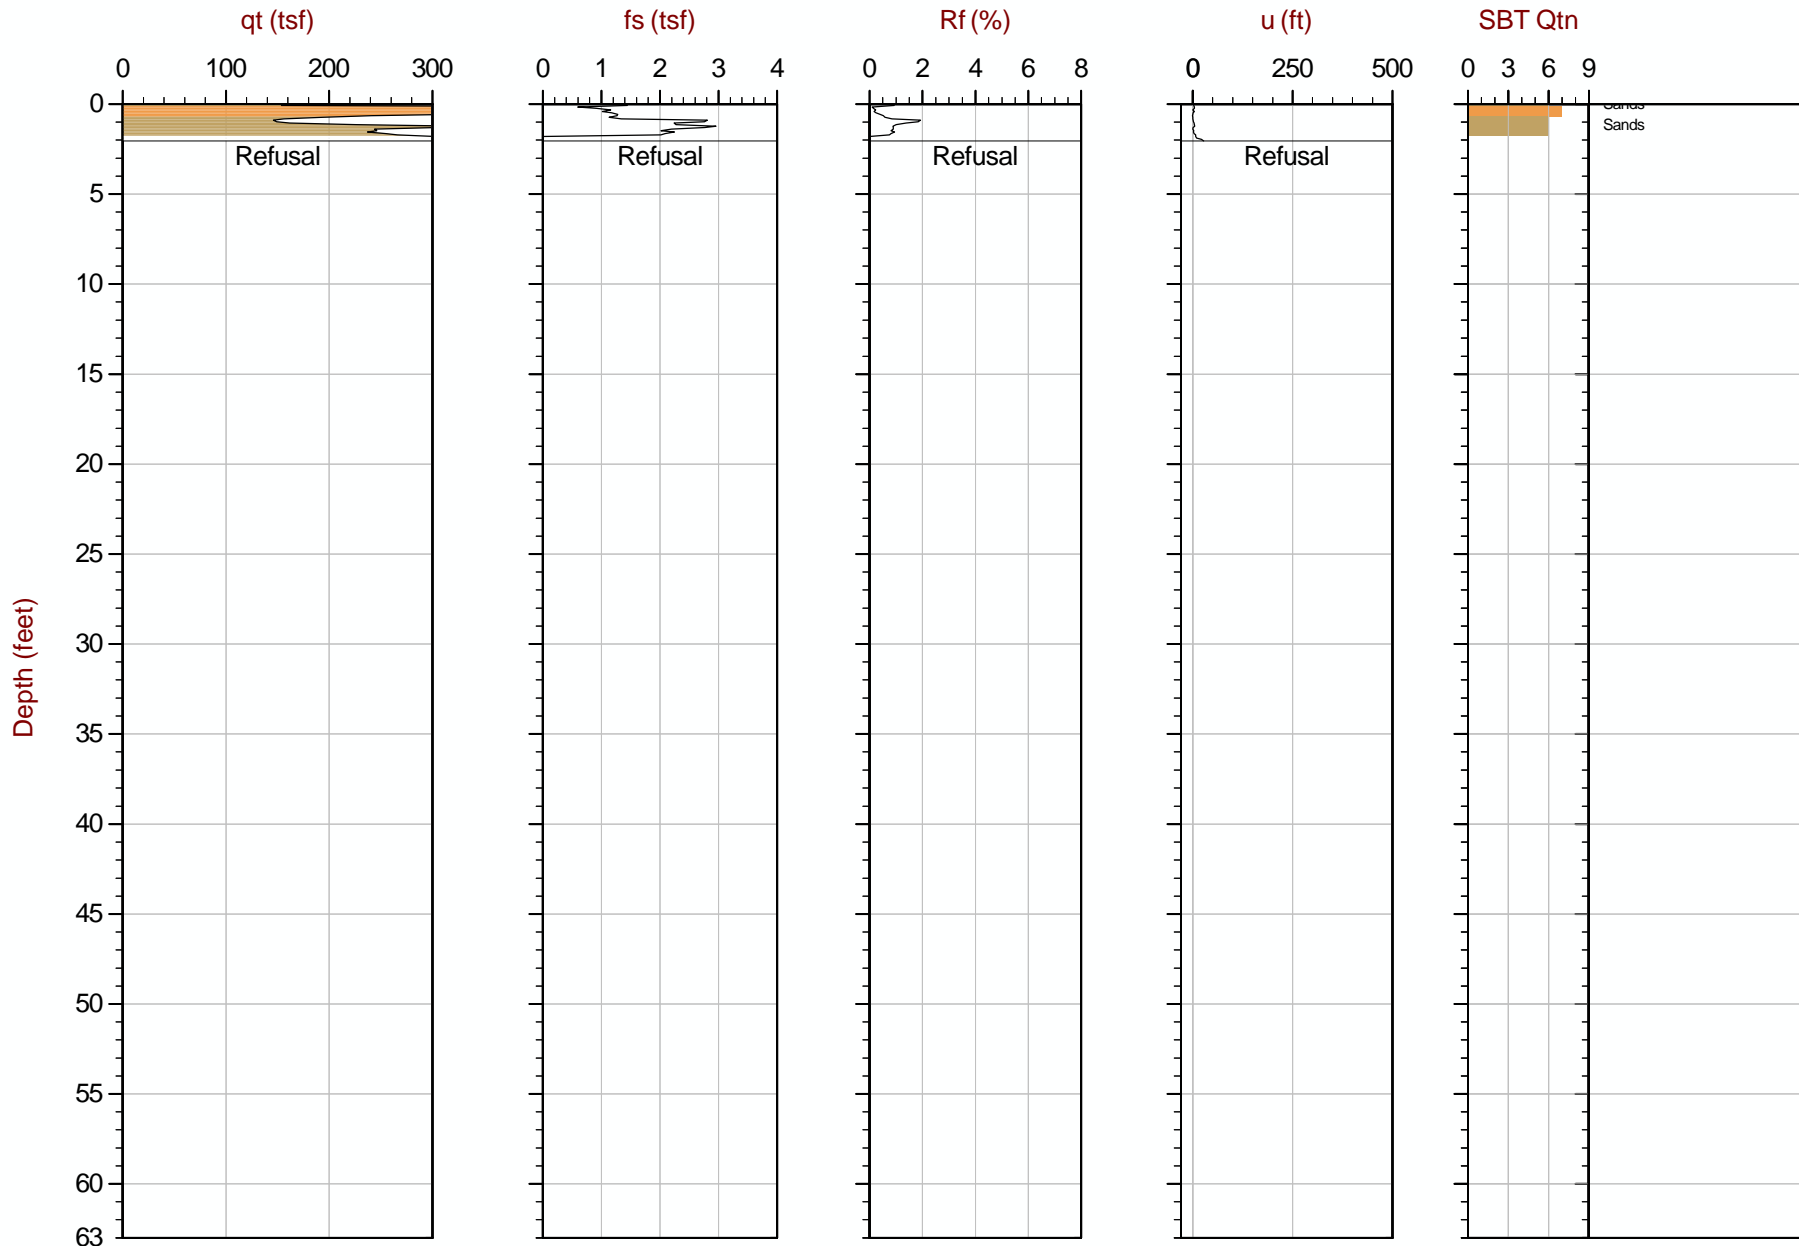 qt (tsf) fs (tsf) Rf (%) u (ft) SBT Qtn
0 100 200 300 0 1 2 3 4 0 2 4 6 8 0 250 500 0 3 6 9
0
Sands
Sands
Refusal Refusal Refusal Refusal
5
10
15
20
25
30
35
40
45
50
55
60
63
Depth (feet)